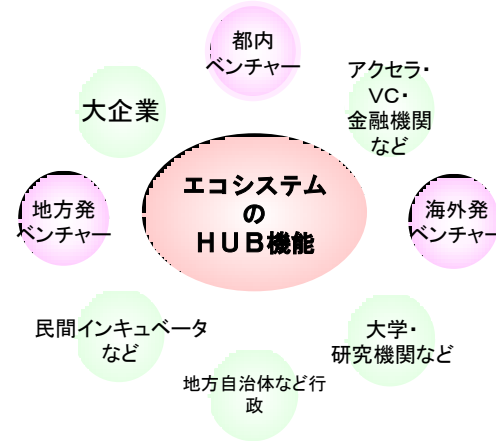 都内
ベンチャー
アクセラ・
VC・
金融機関
など
大企業
エコシステム
の
HUB機能
地方発
ベンチャー
海外発
ベンチャー
民間インキュベータ
など
大学・
研究機関など
地方自治体など行
政